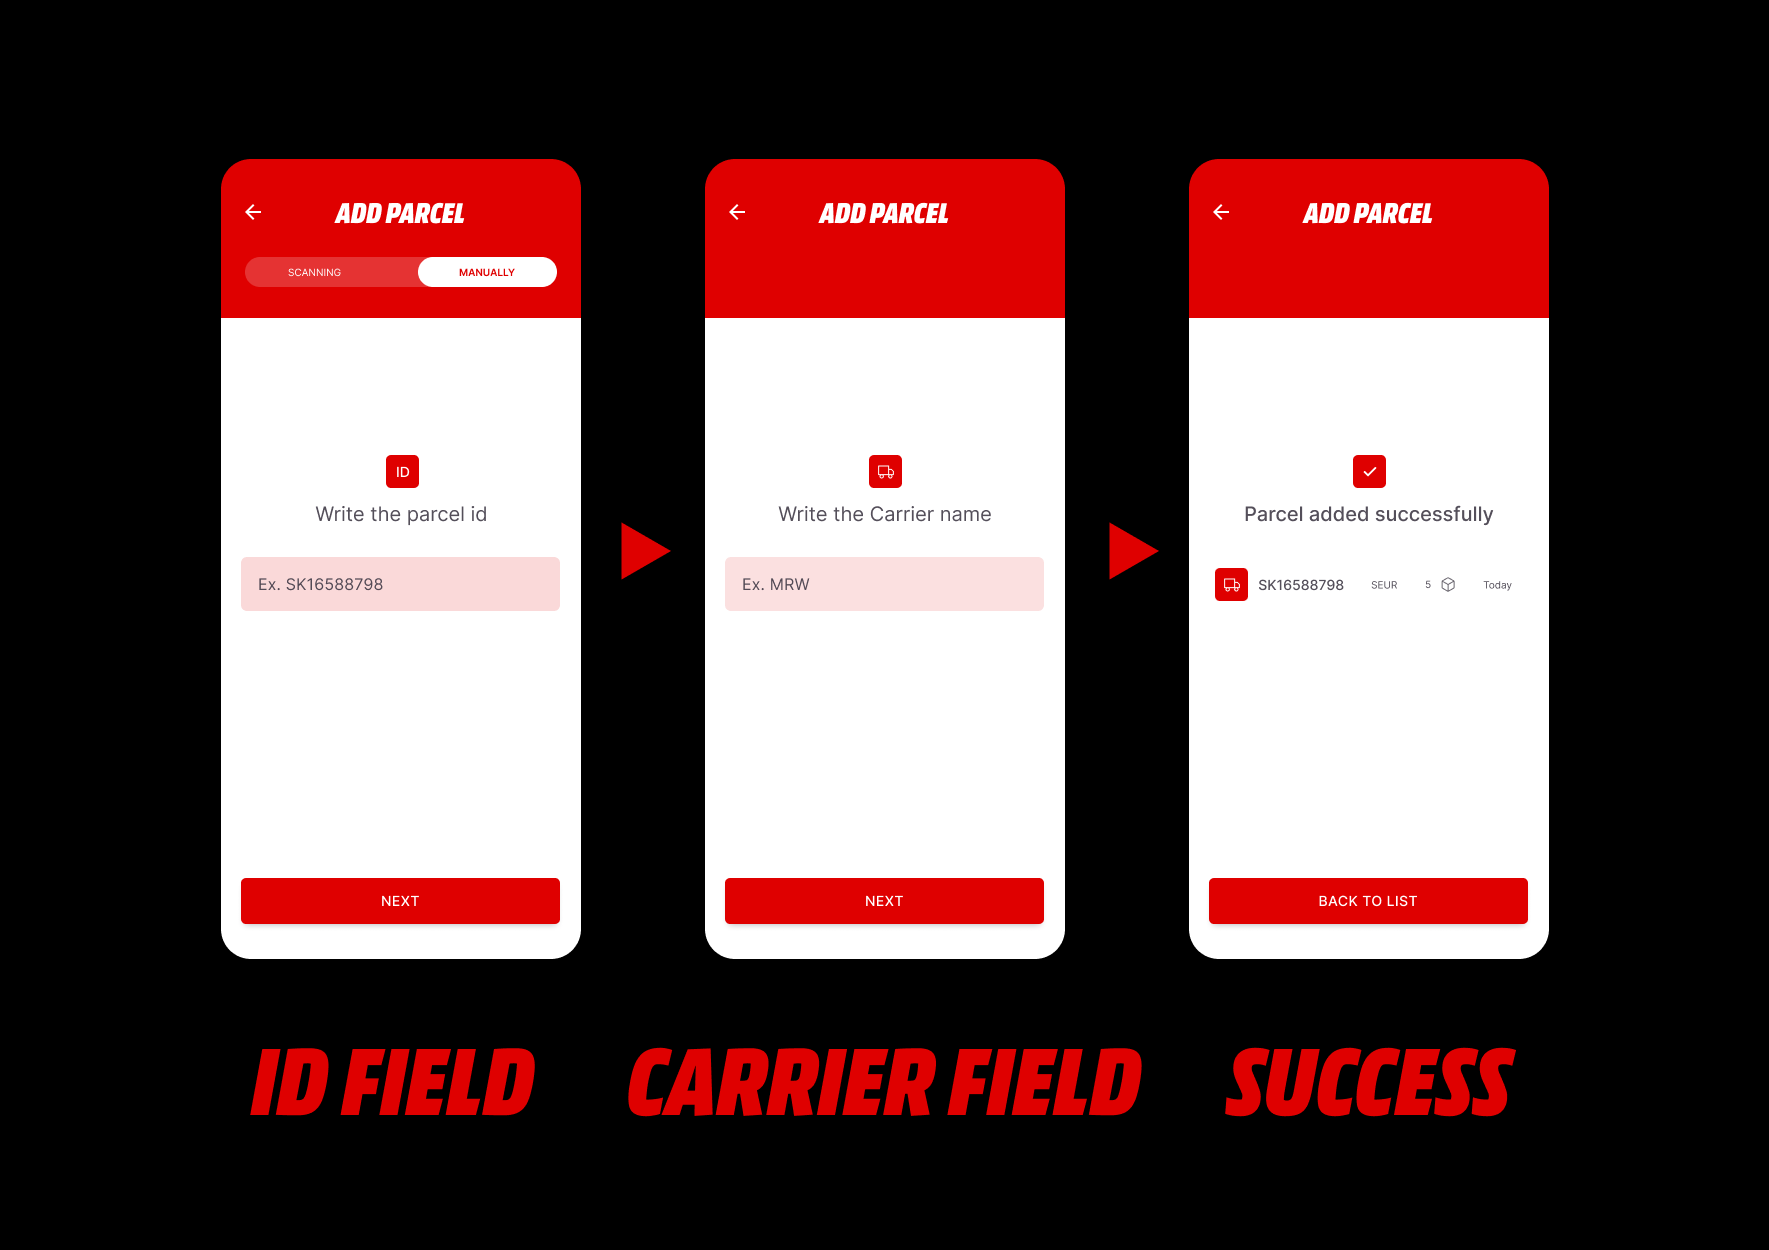 ADD PARCEL
SCANNING
MANUALLY
ID
Write the parcel id
Ex. SK16588798
NEXT
ADD PARCEL
Write the Carrier name
Ex. MRW
NEXT
ADD PARCEL
Parcel added successfully
SK16588798 SEUR 5 Today
BACK TO LIST
ID FIELD
CARRIER FIELD
SUCCESS